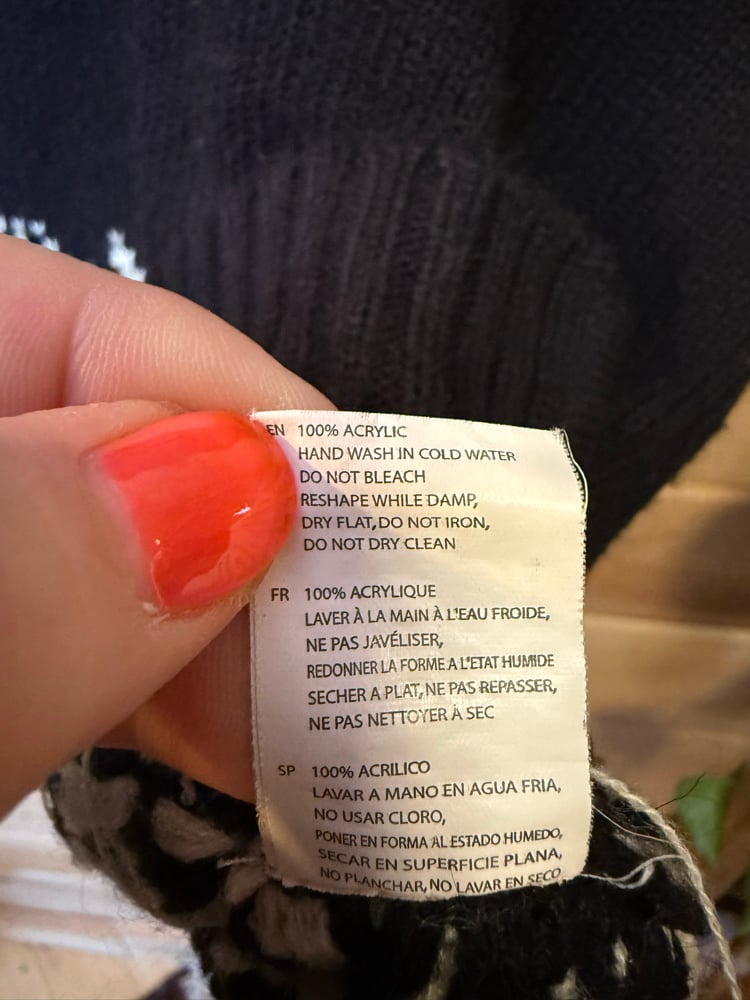 EN 100% ACRYLIC
HAND WASH IN COLD WATER
DO NOT BLEACH
RESHAPE WHILE DAMP,
DRY FLAT, DO NOT IRON,
DO NOT DRY CLEAN
FR 100% ACRYLIQUE
LAVER À LA MAIN À L'EAU FROIDE,
NE PAS JAVÉLISER,
REDONNER LA FORME A L'ETAT HUMIDE
SECHER A PLAT, NE PAS REPASSER,
NE PAS NETTOYER À SEC
SP 100% ACRILICO
LAVAR A MANO EN AGUA FRIA,
NO USAR CLORO,
PONER EN FORMA AL ESTADO HUMEDO,
SECAR EN SUPERFICIE PLANA,
NO PLANCHAR, NO LAVAR EN SECO